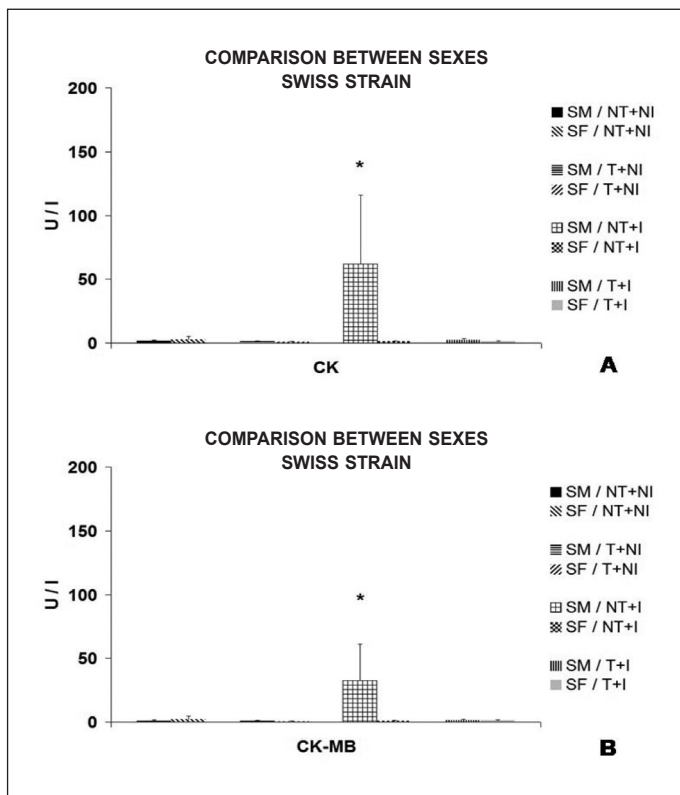 COMPARISON BETWEEN SEXES
SWISS STRAIN
200
150
100
50
0
U / l
*
CK
SM / NT+NI
SF / NT+NI
SM / T+NI
SF / T+NI
SM / NT+I
SF / NT+I
SM / T+I
SF / T+I
A
COMPARISON BETWEEN SEXES
SWISS STRAIN
200
150
100
50
0
U / l
*
CK-MB
SM / NT+NI
SF / NT+NI
SM / T+NI
SF / T+NI
SM / NT+I
SF / NT+I
SM / T+I
SF / T+I
B